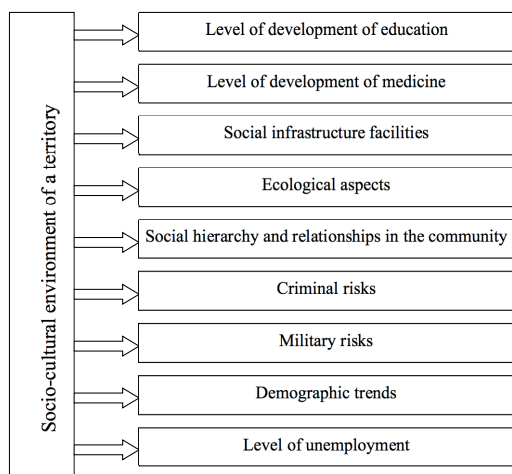 Socio-cultural environment of a territory
Level of development of education
Level of development of medicine
Social infrastructure facilities
Ecological aspects
Social hierarchy and relationships in the community
Criminal risks
Military risks
Demographic trends
Level of unemployment